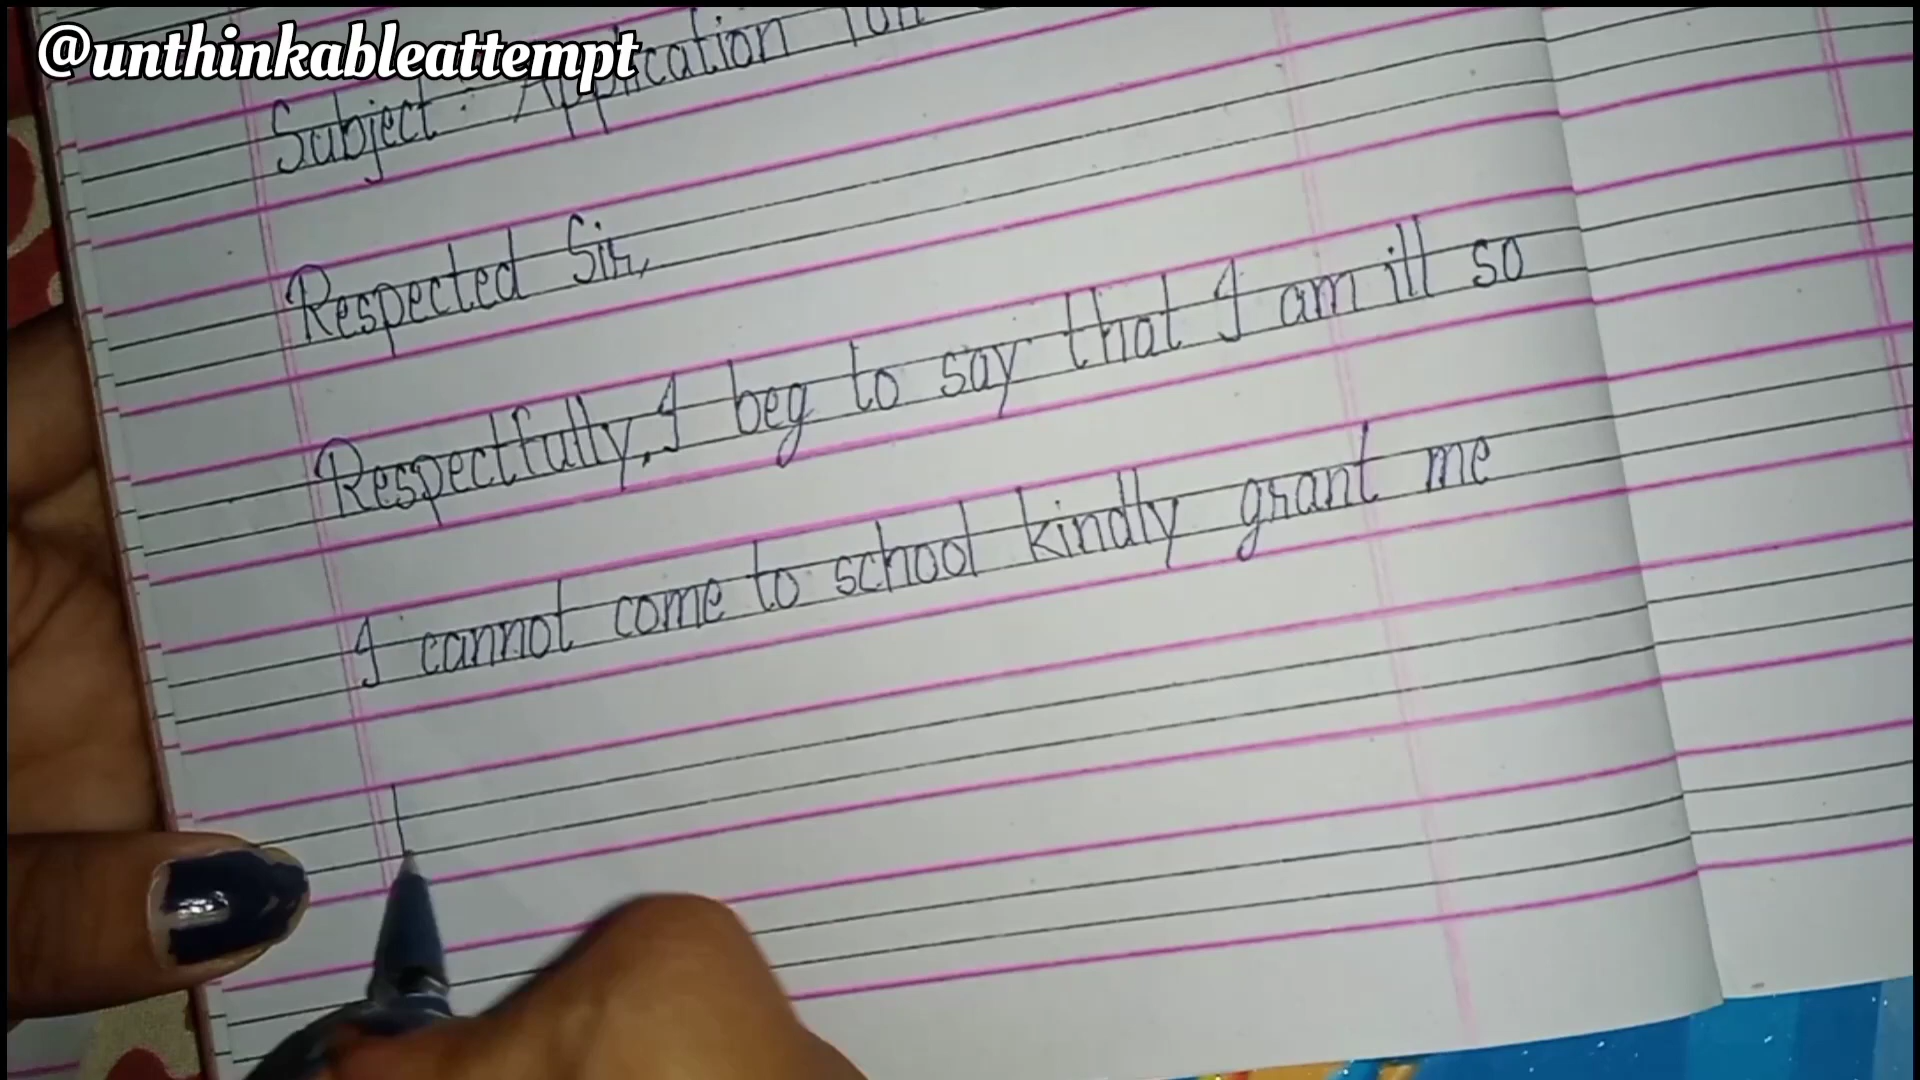 @unthinkableattempt
Subject : Application for
Respected Sir,
Respectfully, I beg to say that I am ill so
I cannot come to school kindly grant me